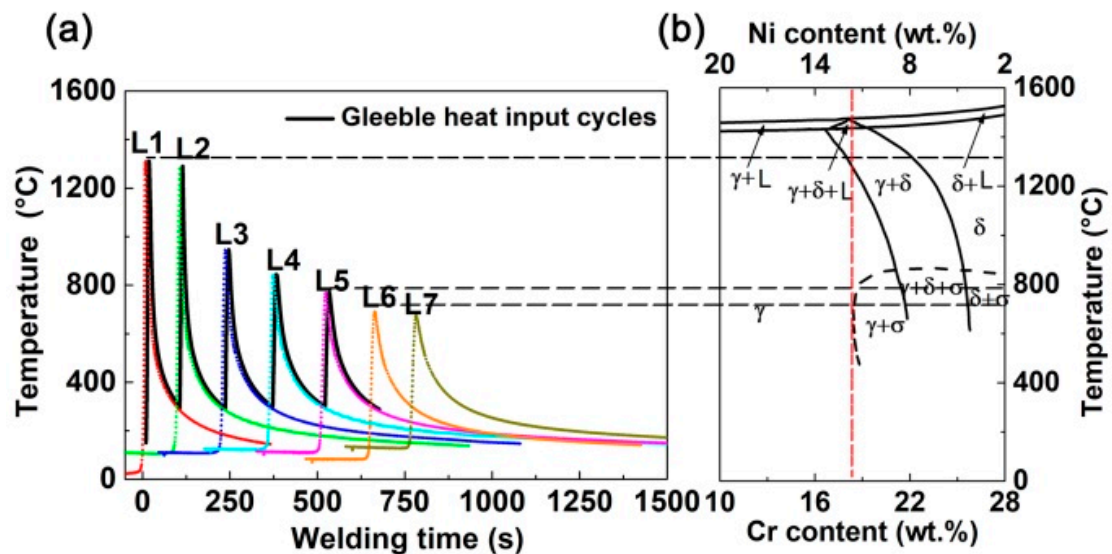 (a)
1600
1200
800
400
0
Temperature (°C)
Gleeble heat input cycles
L1
L2
L3
L4
L5
L6
L7
0 250 500 750 1000 1250 1500
Welding time (s)
(b)
Ni content (wt.%)
20 14 8 2
γ+L
γ+δ+L
γ+δ
δ+L
δ
γ+δ+σ
δ+σ
γ
γ+σ
1600
1200
800
400
0
Temperature (°C)
10 16 22 28
Cr content (wt.%)